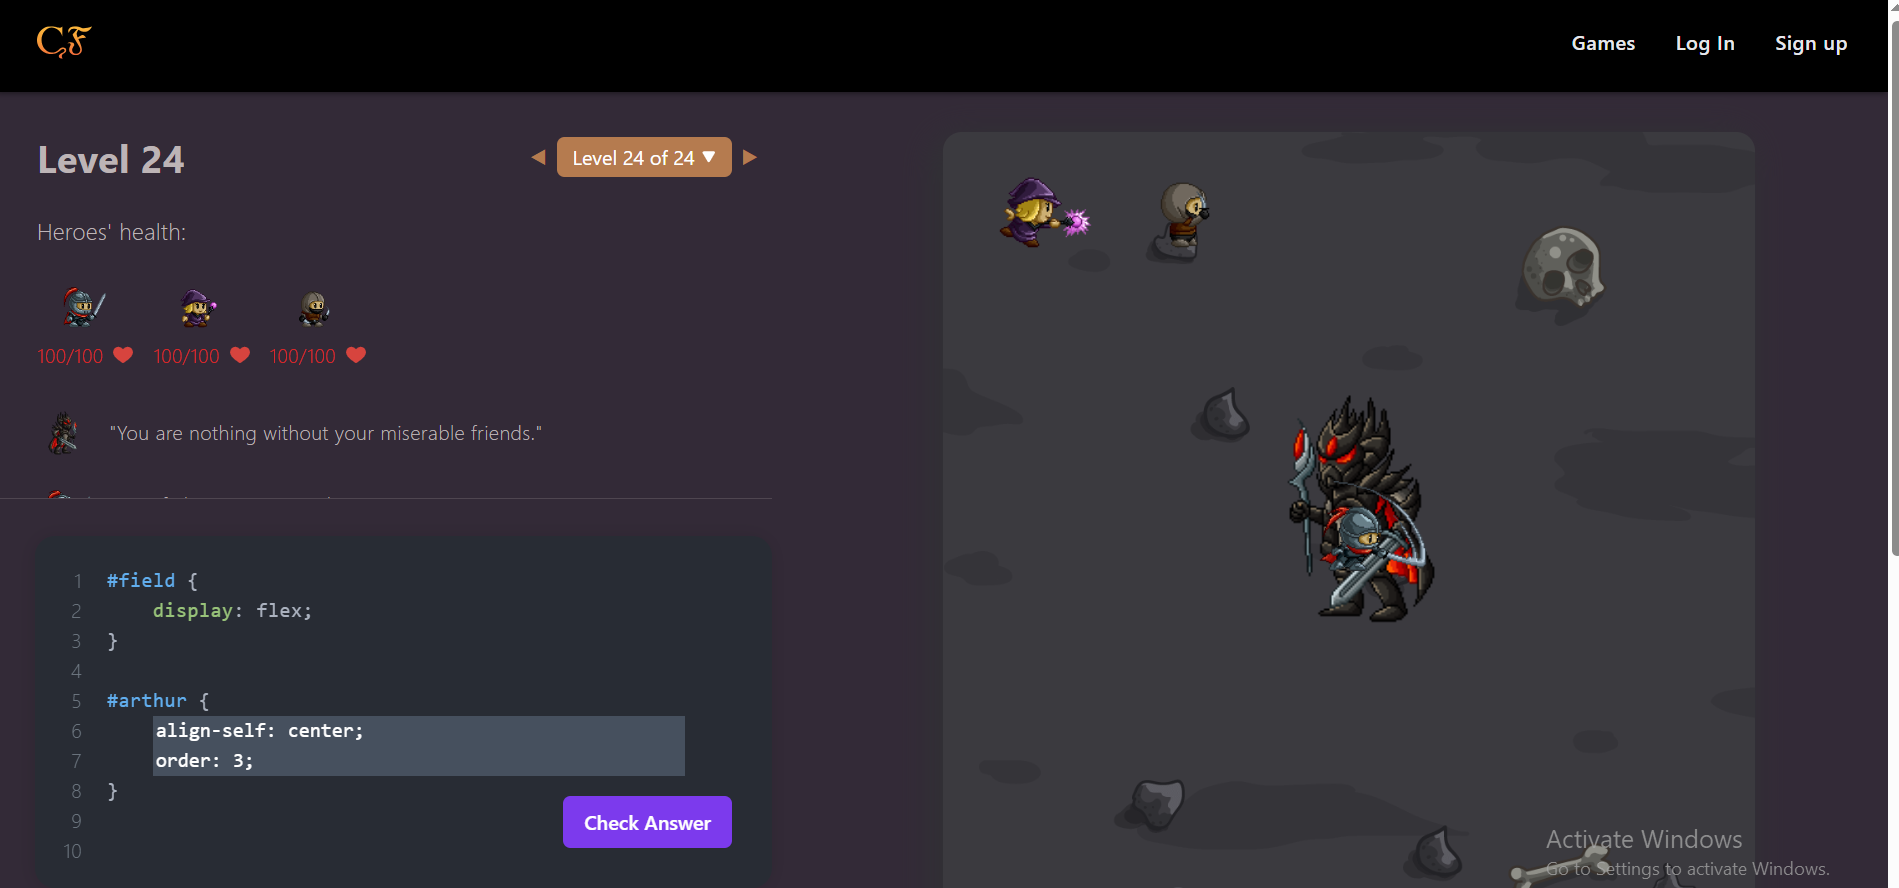 CF
Games
Log In
Sign up
Level 24
Level 24 of 24 ▼
Heroes' health:
100/100
100/100
100/100
"You are nothing without your miserable friends."
1 #field {
2 display: flex;
3 }
4
5 #arthur {
6 align-self: center;
7 order: 3;
8 }
9
10
Check Answer
Activate Windows
Go to Settings to activate Windows.